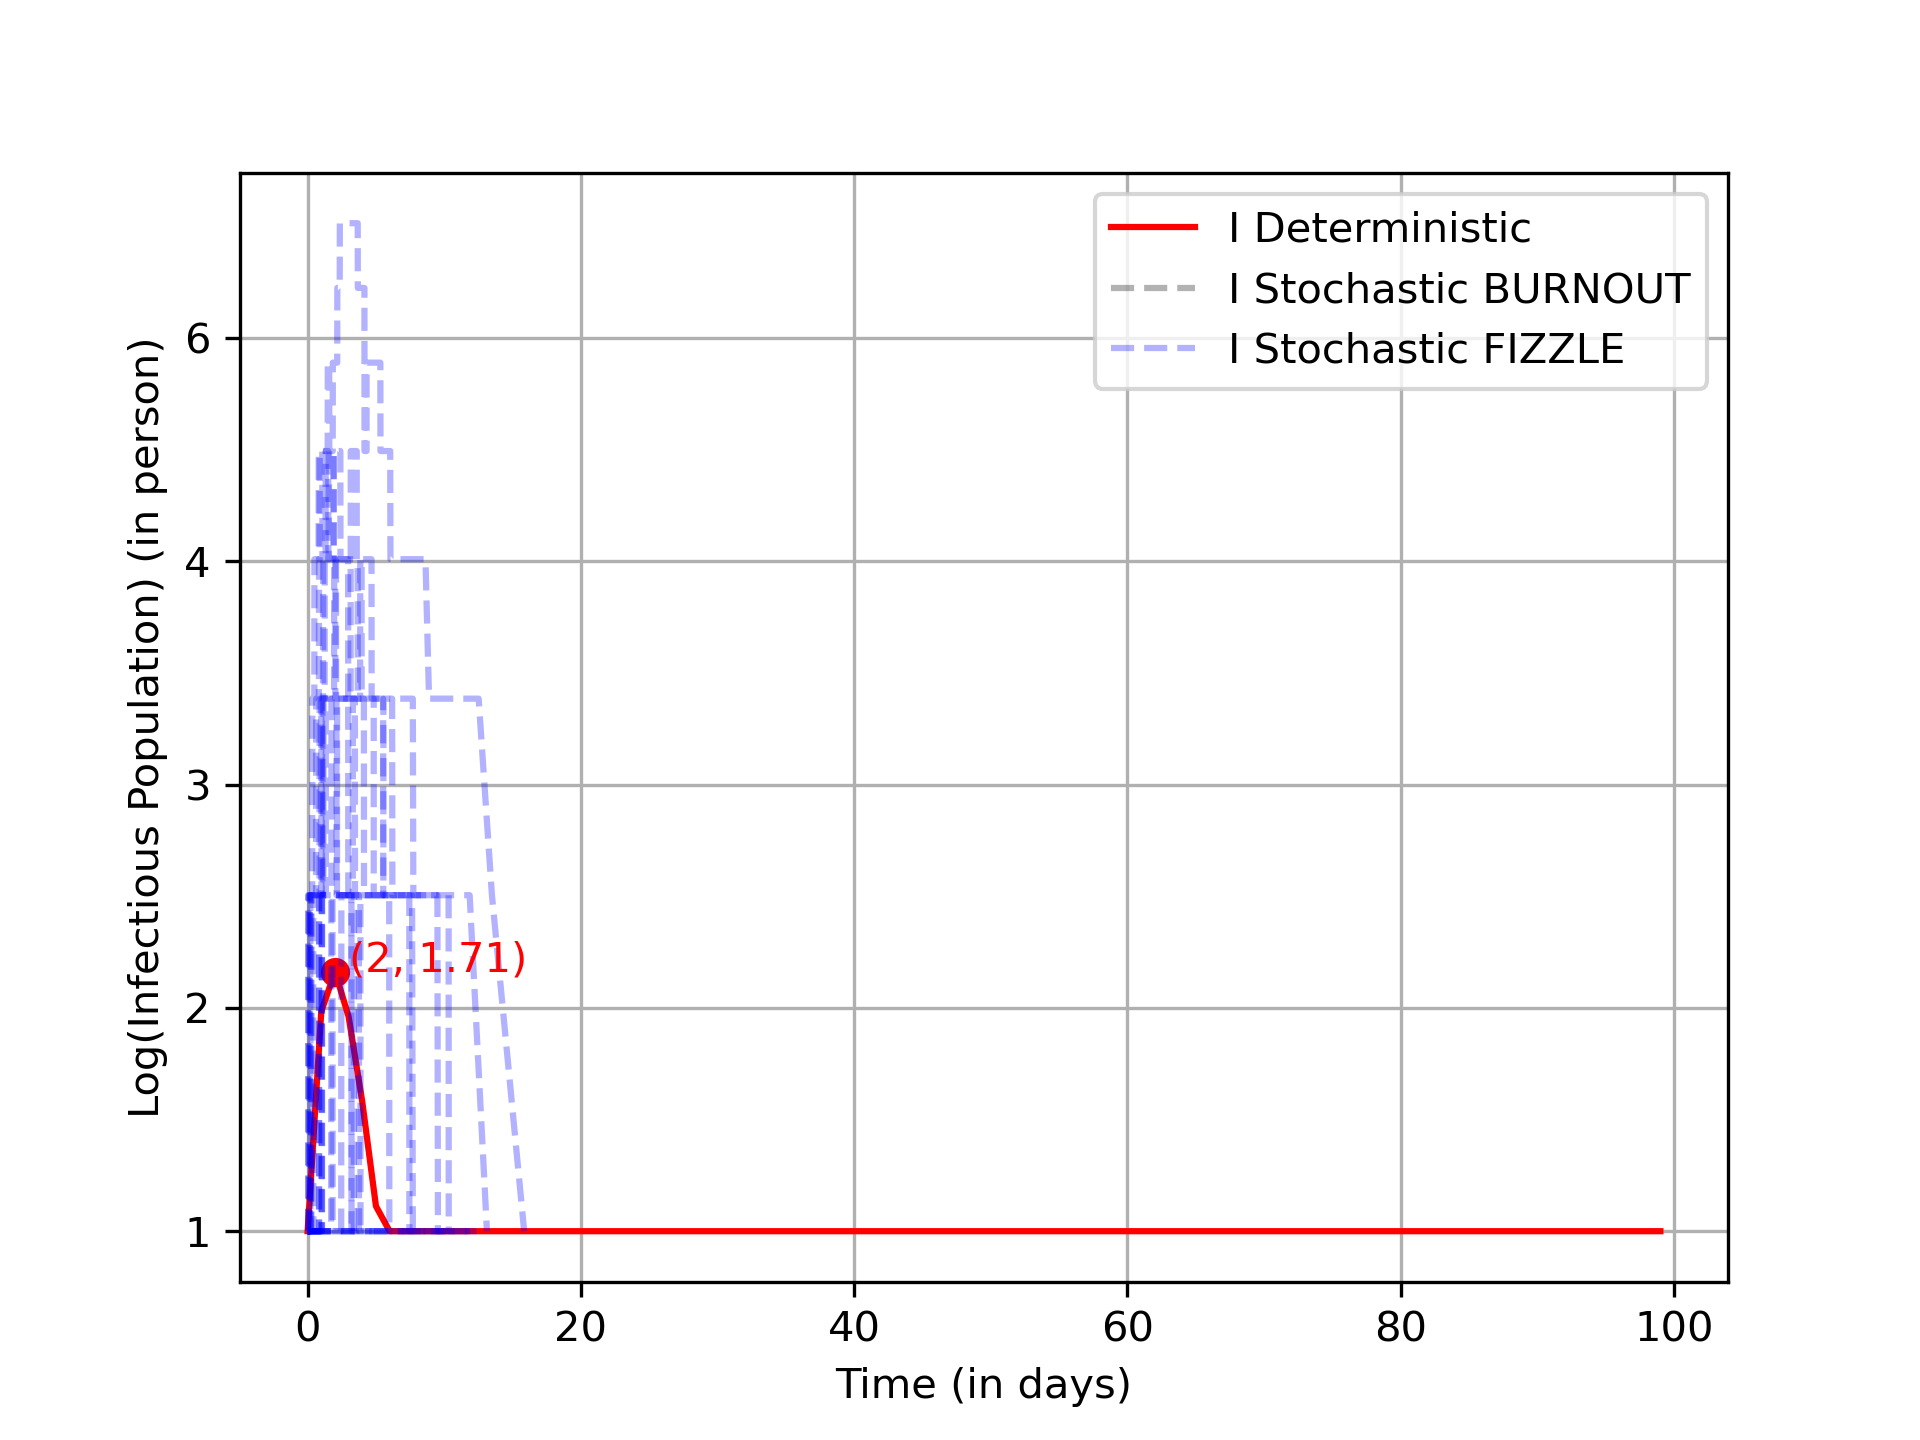 I Deterministic
I Stochastic BURNOUT
I Stochastic FIZZLE
Log(Infectious Population) (in person)
6
4
3
2
1
(2, 1.71)
0 20 40 60 80 100
Time (in days)